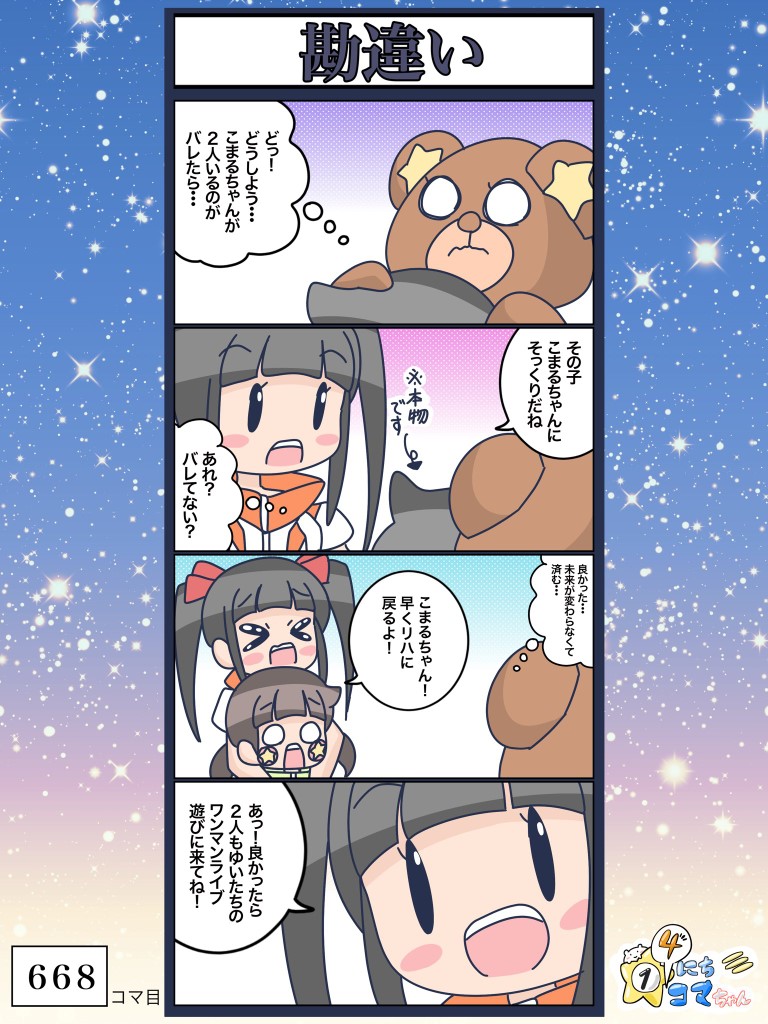 勘違い
どっ!
どうしよう…
こまるちゃんが
2人いるのが
バレたら…
その子
こまるちゃんに
そっくりだね
※本物
です
あれ?
バレてない?
良かった…
未来が変わらなくて
済む…
こまるちゃん!
早くリハに
戻るよ!
あっ!良かったら
2人もゆいたちの
ワンマンライブ
遊びに来てね!
668
コマ目
1
にち
4
コマ
ちゃん